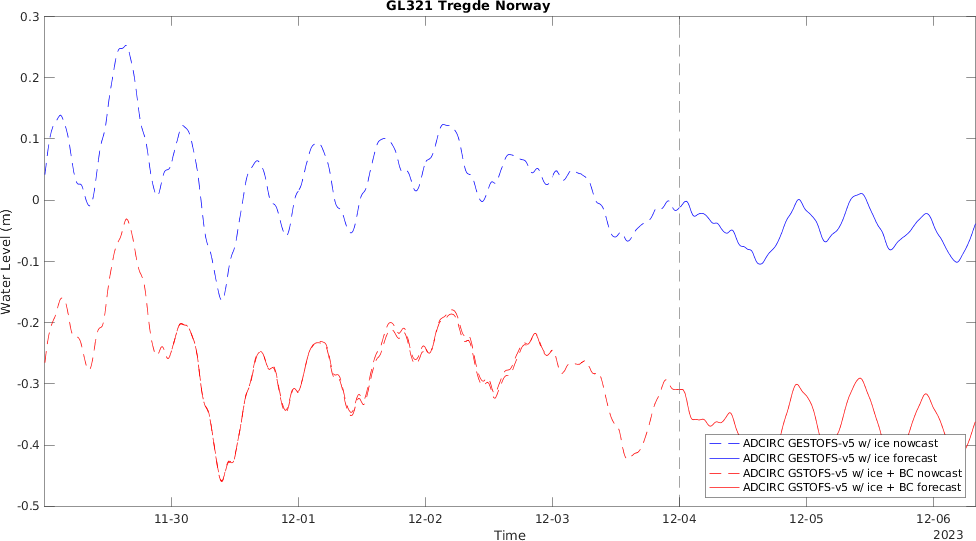 GL321 Tregde Norway
0.3
0.2
0.1
0
-0.1
-0.2
-0.3
-0.4
-0.5
Water Level (m)
ADCIRC GESTOFS-v5 w/ ice nowcast
ADCIRC GESTOFS-v5 w/ ice forecast
ADCIRC GSTOFS-v5 w/ ice + BC nowcast
ADCIRC GSTOFS-v5 w/ ice + BC forecast
11-30 12-01 12-02 12-03 12-04 12-05 12-06
Time
2023